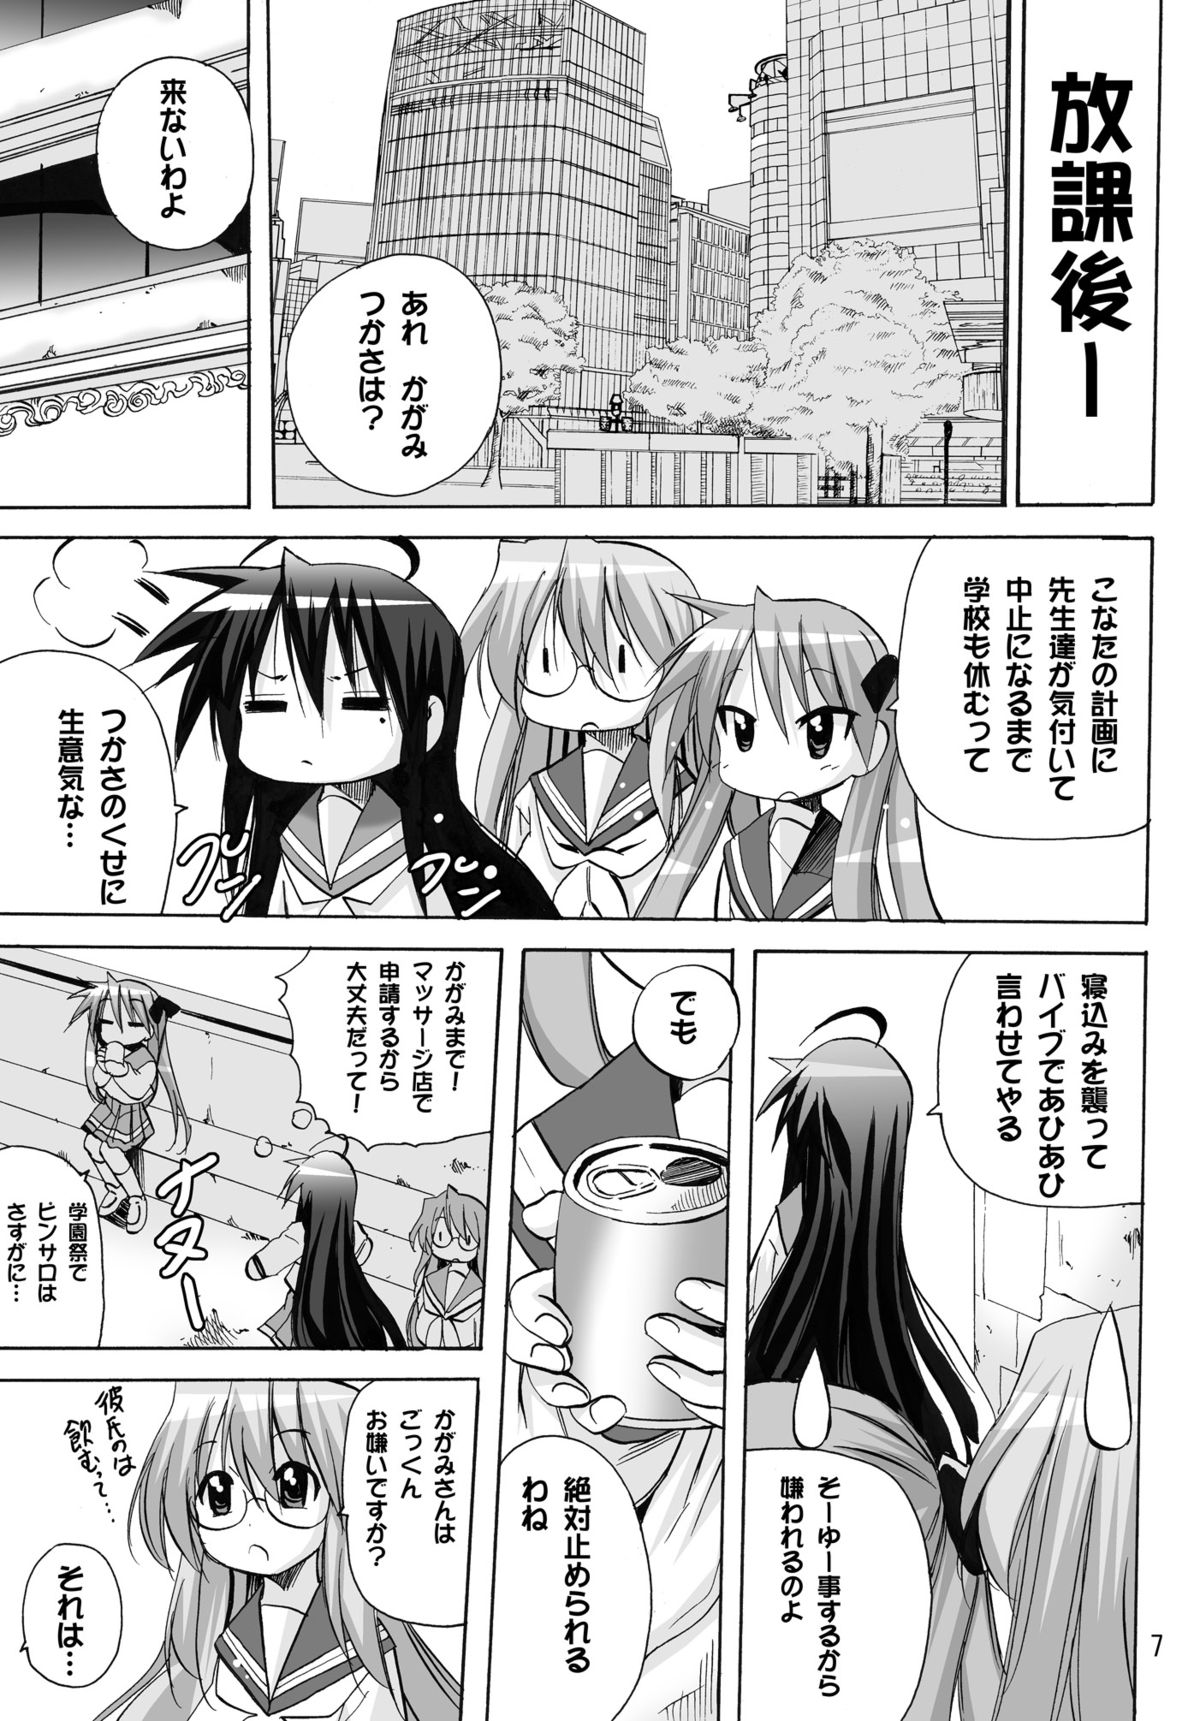 放課後ー
あれ　かがみ
つかさは？
来ないわよ
こなたの計画に
先生達が気付いて
中止になるまで
学校も休むって
つかさのくせに
生意気な…
プン
プン
寝込みを襲って
バイブであひあひ
言わせてやる
そーゆー事するから
嫌われるのよ
でも
絶対止められる
わね
かがみまで！
マッサージ店で
申請するから
大丈夫だって！
ナヌー
学園祭で
ピンサロは
さすがに…
かがみさんは
ごっくん
お嫌いですか？
彼氏のは
飲むって…
それは…
7